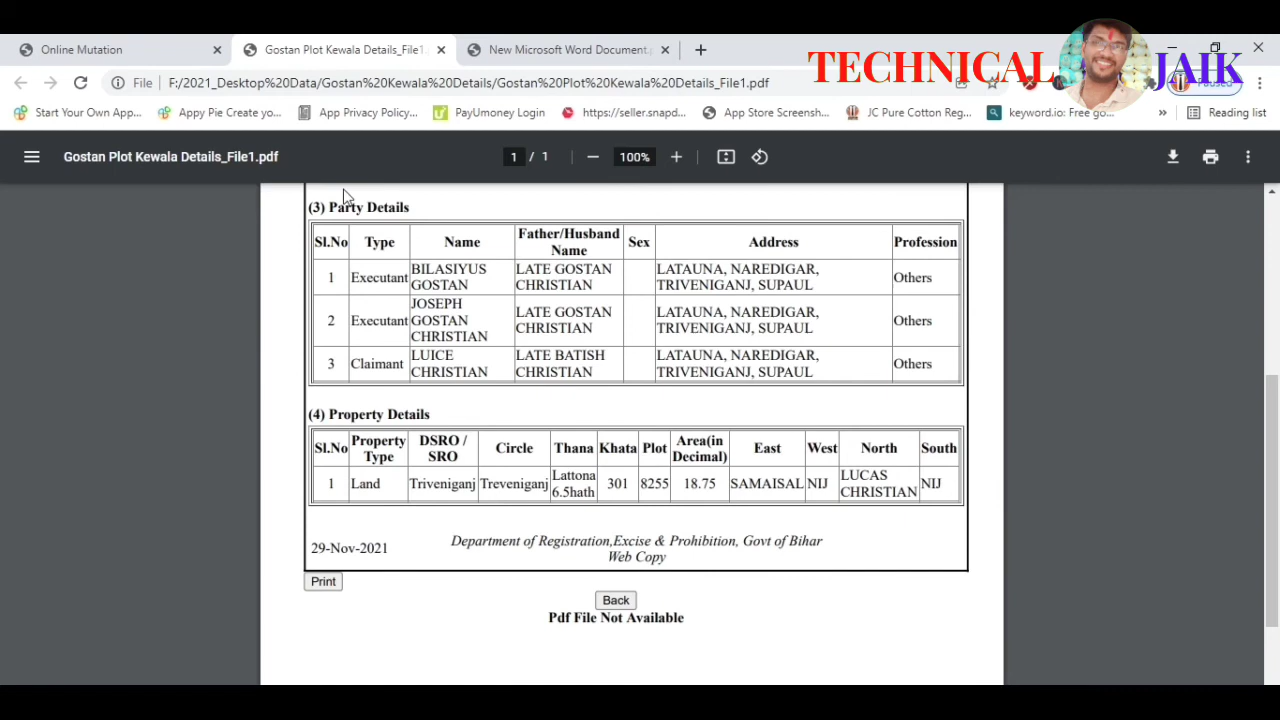 TECHNICAL JAIK
Online Mutation
Gostan Plot Kewala Details_File1.
New Microsoft Word Document.p
File F:/2021_Desktop%20Data/Gostan%20Kewala%20Details/Gostan%20Plot%20Kewala%20Details_File1.pdf
Paused
Start Your Own App... Appy Pie Create yo... App Privacy Policy... PayUmoney Login https://seller.snapd... App Store Screensh... JC Pure Cotton Reg... keyword.io: Free go... » Reading list
Gostan Plot Kewala Details_File1.pdf 1 / 1 100%
(3) Party Details
Sl.No Type Name Father/Husband Name Sex Address Profession
1 Executant BILASIYUS GOSTAN LATE GOSTAN CHRISTIAN LATAUNA, NAREDIGAR, TRIVENIGANJ, SUPAUL Others
2 Executant JOSEPH GOSTAN CHRISTIAN LATE GOSTAN CHRISTIAN LATAUNA, NAREDIGAR, TRIVENIGANJ, SUPAUL Others
3 Claimant LUICE CHRISTIAN LATE BATISH CHRISTIAN LATAUNA, NAREDIGAR, TRIVENIGANJ, SUPAUL Others
(4) Property Details
Sl.No Property Type DSRO / SRO Circle Thana Khata Plot Area(in Decimal) East West North South
1 Land Triveniganj Treveniganj Lattona 6.5hath 301 8255 18.75 SAMAISAL NIJ LUCAS CHRISTIAN NIJ
29-Nov-2021
Department of Registration,Excise & Prohibition, Govt of Bihar
Web Copy
Print
Back
Pdf File Not Available